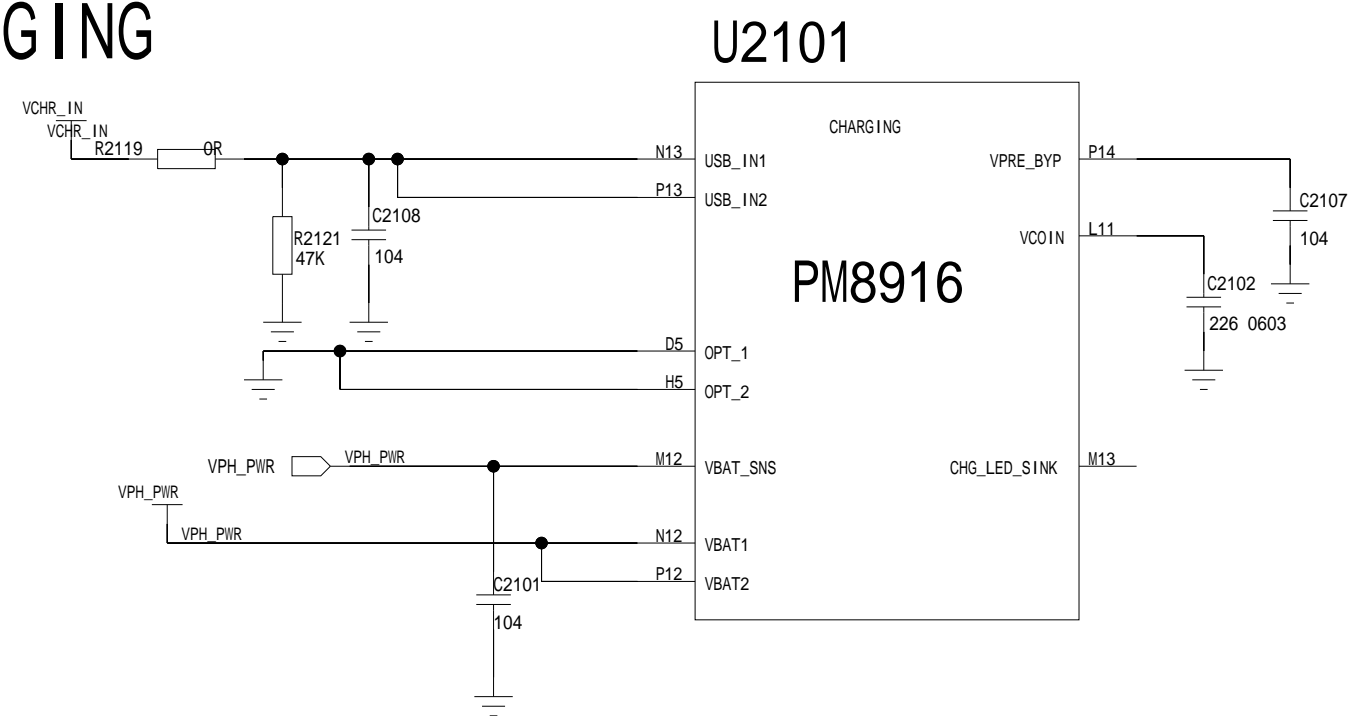 GING
U2101
VCHR_IN
VCHR_IN
R2119
0R
R2121
47K
C2108
104
N13
USB_IN1
P13
USB_IN2
CHARGING
PM8916
VPRE_BYP
P14
C2107
104
VCOIN
L11
C2102
226 0603
D5
OPT_1
H5
OPT_2
VPH_PWR
VPH_PWR
M12
VBAT_SNS
CHG_LED_SINK
M13
VPH_PWR
VPH_PWR
N12
VBAT1
P12
VBAT2
C2101
104